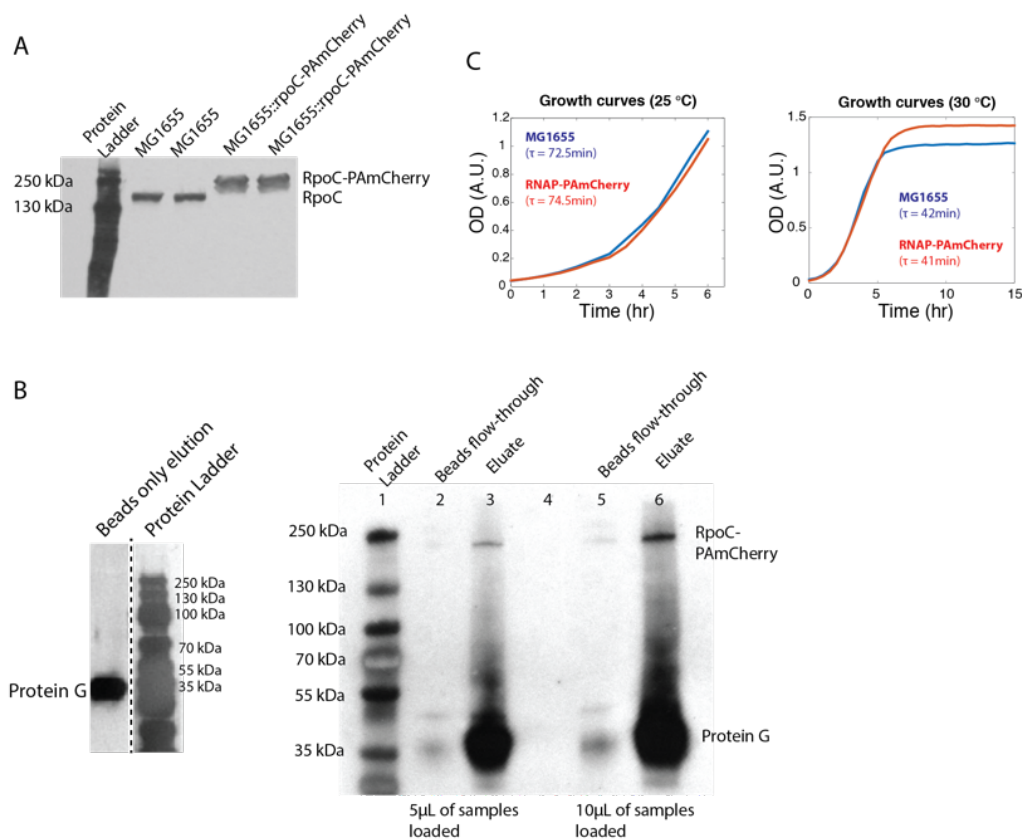 A
Protein
Ladder
MG1655
MG1655
MG1655::rpoC-PAmCherry
MG1655::rpoC-PAmCherry
250 kDa
130 kDa
RpoC-PAmCherry
RpoC
C
Growth curves (25 °C)
1.2
1
0.8
0.6
0.4
0.2
0
OD (A.U.)
MG1655
(τ = 72.5min)
RNAP-PAmCherry
(τ = 74.5min)
0 1 2 3 4 5 6
Time (hr)
Growth curves (30 °C)
1.5
1
0.5
0
OD (A.U.)
MG1655
(τ = 42min)
RNAP-PAmCherry
(τ = 41min)
0 5 10 15
Time (hr)
B
Beads only elution
Protein Ladder
250 kDa
130 kDa
100 kDa
70 kDa
55 kDa
35 kDa
Protein G
Protein
Ladder
Beads flow-through
Eluate
Beads flow-through
Eluate
1 2 3 4 5 6
250 kDa
130 kDa
100 kDa
70 kDa
55 kDa
35 kDa
RpoC-
PAmCherry
Protein G
5µL of samples
loaded
10µL of samples
loaded